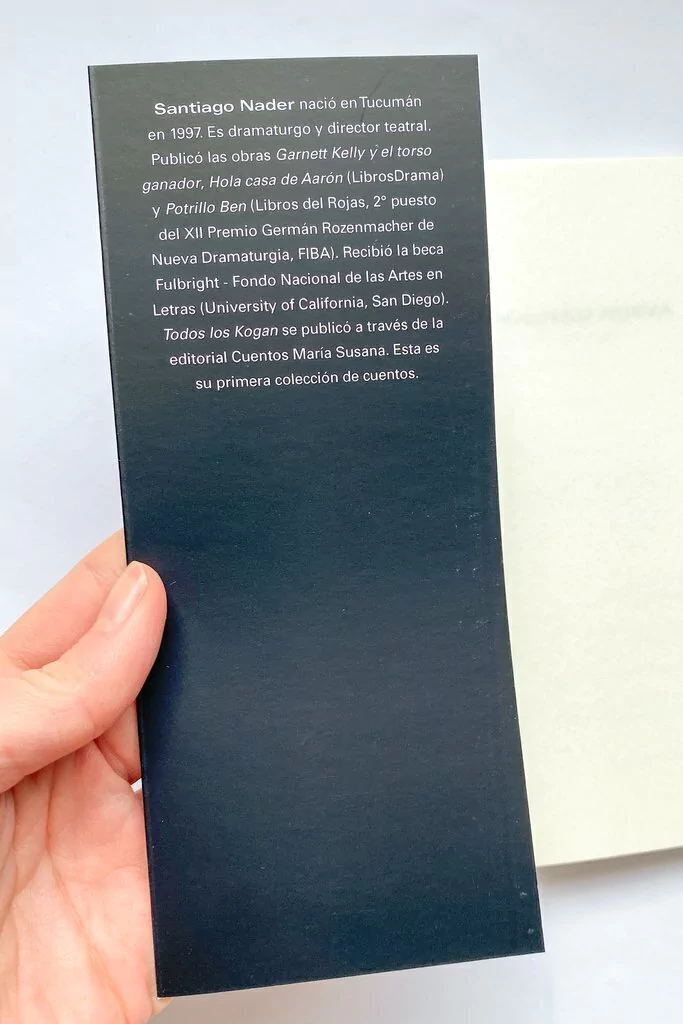 Santiago Nader nació en Tucumán
en 1997. Es dramaturgo y director teatral.
Publicó las obras Garnett Kelly y el torso
ganador, Hola casa de Aarón (LibrosDrama)
y Potrillo Ben (Libros del Rojas, 2° puesto
del XII Premio Germán Rozenmacher de
Nueva Dramaturgia, FIBA). Recibió la beca
Fulbright - Fondo Nacional de las Artes en
Letras (University of California, San Diego).
Todos los Kogan se publicó a través de la
editorial Cuentos María Susana. Esta es
su primera colección de cuentos.